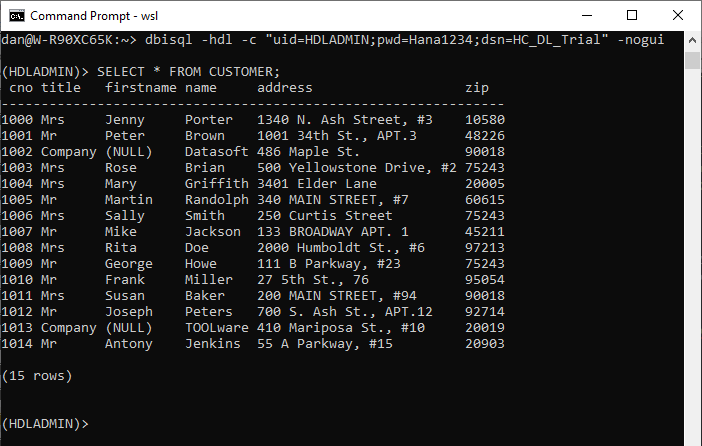 Command Prompt - wsl
dan@W-R90XC65K:~> dbisql -hdl -c "uid=HDLADMIN;pwd=Hana1234;dsn=HC_DL_Trial" -nogui
(HDLADMIN)> SELECT * FROM CUSTOMER;
cno title firstname name address zip
---------------------------------------------------------------
1000 Mrs Jenny Porter 1340 N. Ash Street, #3 10580
1001 Mr Peter Brown 1001 34th St., APT.3 48226
1002 Company (NULL) Datasoft 486 Maple St. 90018
1003 Mrs Rose Brian 500 Yellowstone Drive, #2 75243
1004 Mrs Mary Griffith 3401 Elder Lane 20005
1005 Mr Martin Randolph 340 MAIN STREET, #7 60615
1006 Mrs Sally Smith 250 Curtis Street 75243
1007 Mr Mike Jackson 133 BROADWAY APT. 1 45211
1008 Mrs Rita Doe 2000 Humboldt St., #6 97213
1009 Mr George Howe 111 B Parkway, #23 75243
1010 Mr Frank Miller 27 5th St., 76 95054
1011 Mrs Susan Baker 200 MAIN STREET, #94 90018
1012 Mr Joseph Peters 700 S. Ash St., APT.12 92714
1013 Company (NULL) TOOLware 410 Mariposa St., #10 20019
1014 Mr Antony Jenkins 55 A Parkway, #15 20903
(15 rows)
(HDLADMIN)>